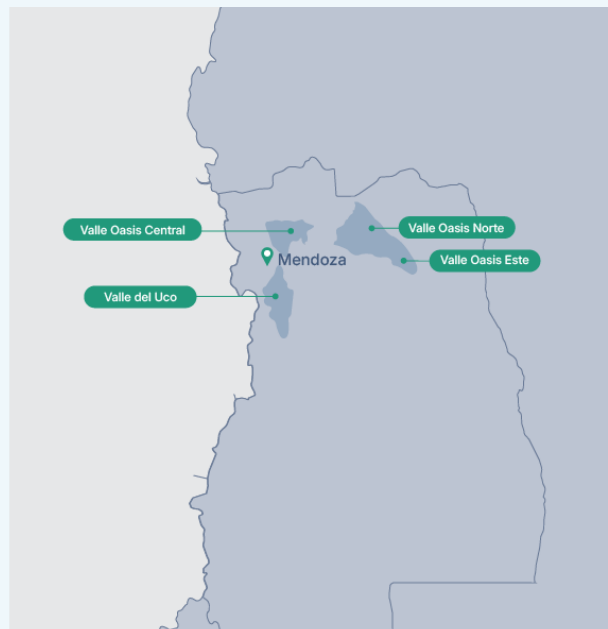 Valle Oasis Central
Valle Oasis Norte
Mendoza
Valle Oasis Este
Valle del Uco